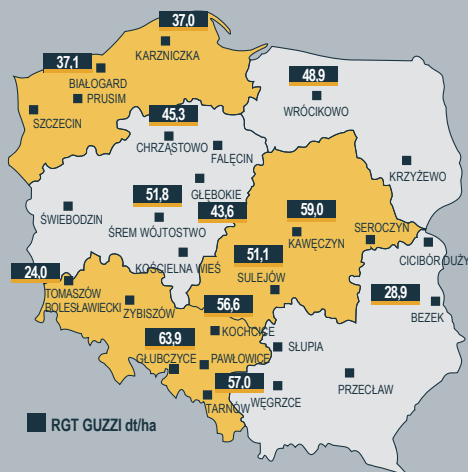 37,0
KARZNICZKA
37,1
BIAŁOGARD
PRUSIM
SZCZECIN
48,9
WRÓCIKOWO
45,3
CHRZĄSTOWO
FALĘCIN
KRZYŻEWO
GŁĘBOKIE
51,8
43,6
ŚWIEBODZIN
ŚREM WÓJTOSTWO
59,0
KAWĘCZYN
SEROCZYN
KOŚCIELNA WIEŚ
51,1
SULEJÓW
CICIBÓR DUŻY
24,0
TOMASZÓW
BOLESŁAWIECKI
ZYBISZÓW
28,9
BEZEK
56,6
KOCHCICE
63,9
GŁUBCZYCE
PAWŁOWICE
SŁUPIA
57,0
WĘGRZCE
PRZECŁAW
TARNÓW
RGT GUZZI dt/ha